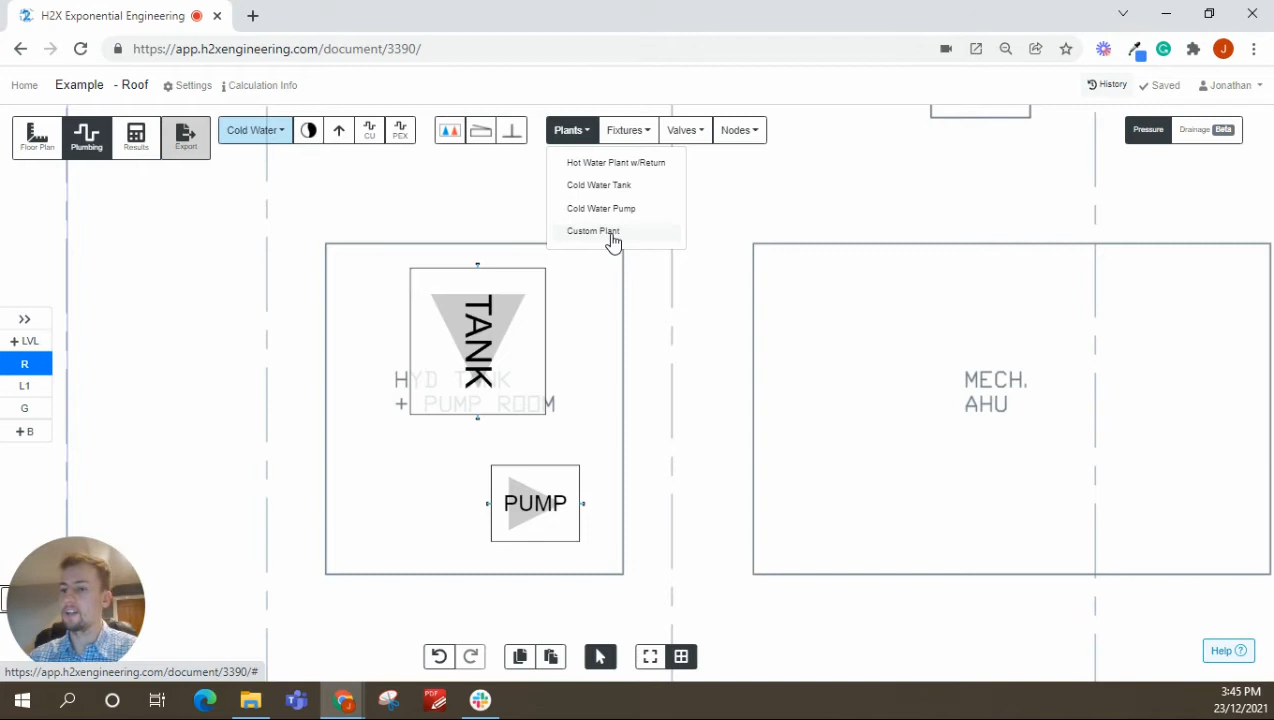 H2X Exponential Engineering
https://app.h2xengineering.com/document/3390/
J
Home
Example - Roof
Settings
Calculation Info
History
Saved
Jonathan
Floor Plan
Plumbing
Results
Export
Cold Water
CU
PEX
Plants
Fixtures
Valves
Nodes
Pressure
Drainage Beta
Hot Water Plant w/Return
Cold Water Tank
Cold Water Pump
Custom Plant
>>
+ LVL
R
L1
G
+ B
TANK
HYD TANK
+ PUMP ROOM
PUMP
MECH.
AHU
Help
https://app.h2xengineering.com/document/3390/#
3:45 PM
23/12/2021